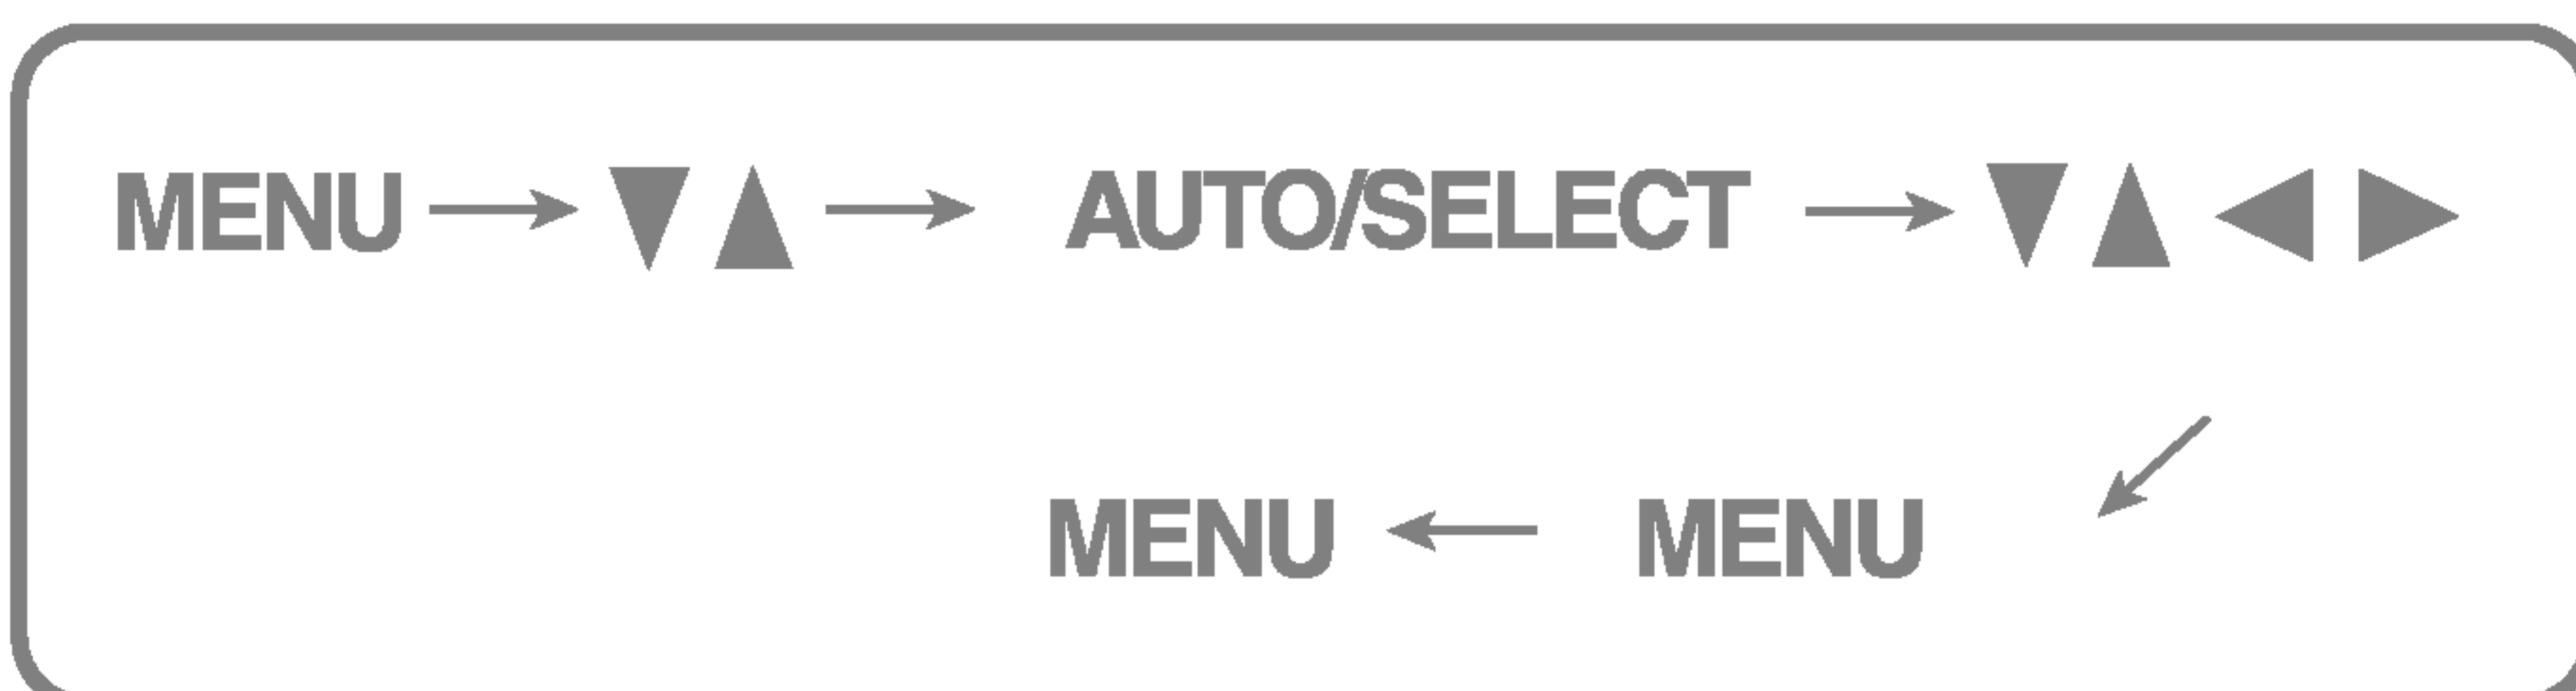 MENU → ▼ ▲ → AUTO/SELECT → ▼ ▲ ◀ ▶
MENU ← MENU